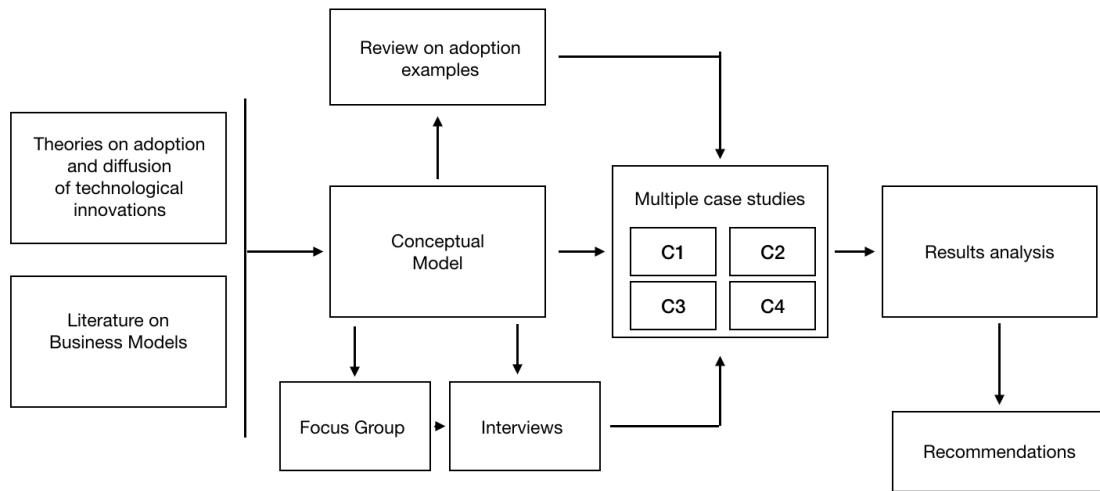 Review on adoption
examples
Theories on adoption
and diffusion
of technological
innovations
Literature on
Business Models
Conceptual
Model
Focus Group
Interviews
Multiple case studies
C1
C2
C3
C4
Results analysis
Recommendations